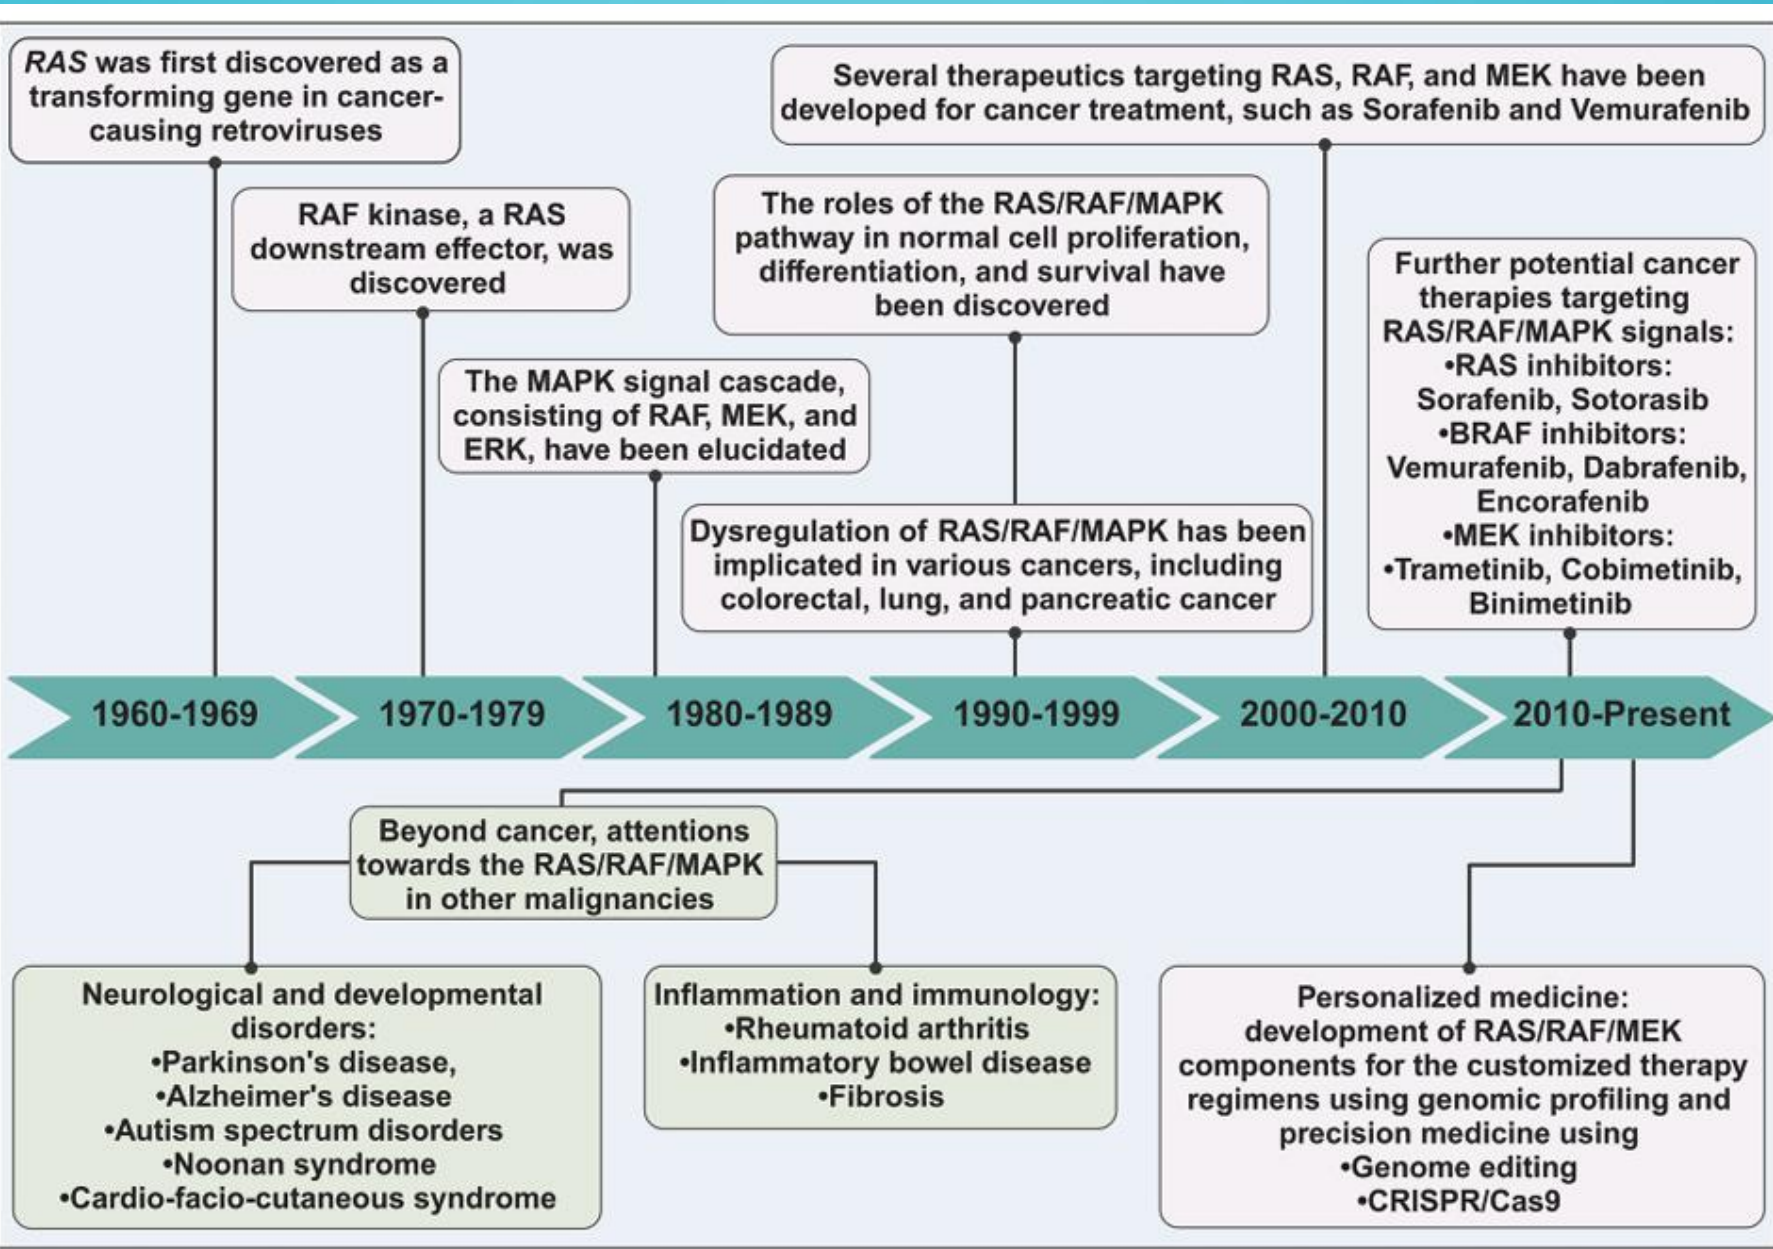 RAS was first discovered as a
transforming gene in cancer-
causing retroviruses
RAF kinase, a RAS
downstream effector, was
discovered
The MAPK signal cascade,
consisting of RAF, MEK, and
ERK, have been elucidated
The roles of the RAS/RAF/MAPK
pathway in normal cell proliferation,
differentiation, and survival have
been discovered
Dysregulation of RAS/RAF/MAPK has been
implicated in various cancers, including
colorectal, lung, and pancreatic cancer
Several therapeutics targeting RAS, RAF, and MEK have been
developed for cancer treatment, such as Sorafenib and Vemurafenib
Further potential cancer
therapies targeting
RAS/RAF/MAPK signals:
•RAS inhibitors:
Sorafenib, Sotorasib
•BRAF inhibitors:
Vemurafenib, Dabrafenib,
Encorafenib
•MEK inhibitors:
•Trametinib, Cobimetinib,
Binimetinib
1960-1969
1970-1979
1980-1989
1990-1999
2000-2010
2010-Present
Beyond cancer, attentions
towards the RAS/RAF/MAPK
in other malignancies
Neurological and developmental
disorders:
•Parkinson's disease,
•Alzheimer's disease
•Autism spectrum disorders
•Noonan syndrome
•Cardio-facio-cutaneous syndrome
Inflammation and immunology:
•Rheumatoid arthritis
•Inflammatory bowel disease
•Fibrosis
Personalized medicine:
development of RAS/RAF/MEK
components for the customized therapy
regimens using genomic profiling and
precision medicine using
•Genome editing
•CRISPR/Cas9